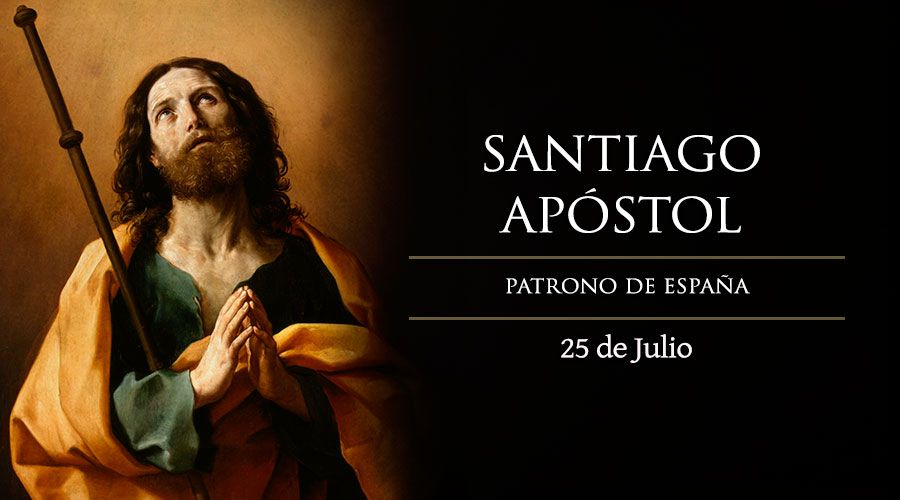 SANTIAGO
APÓSTOL
PATRONO DE ESPAÑA
25 de Julio